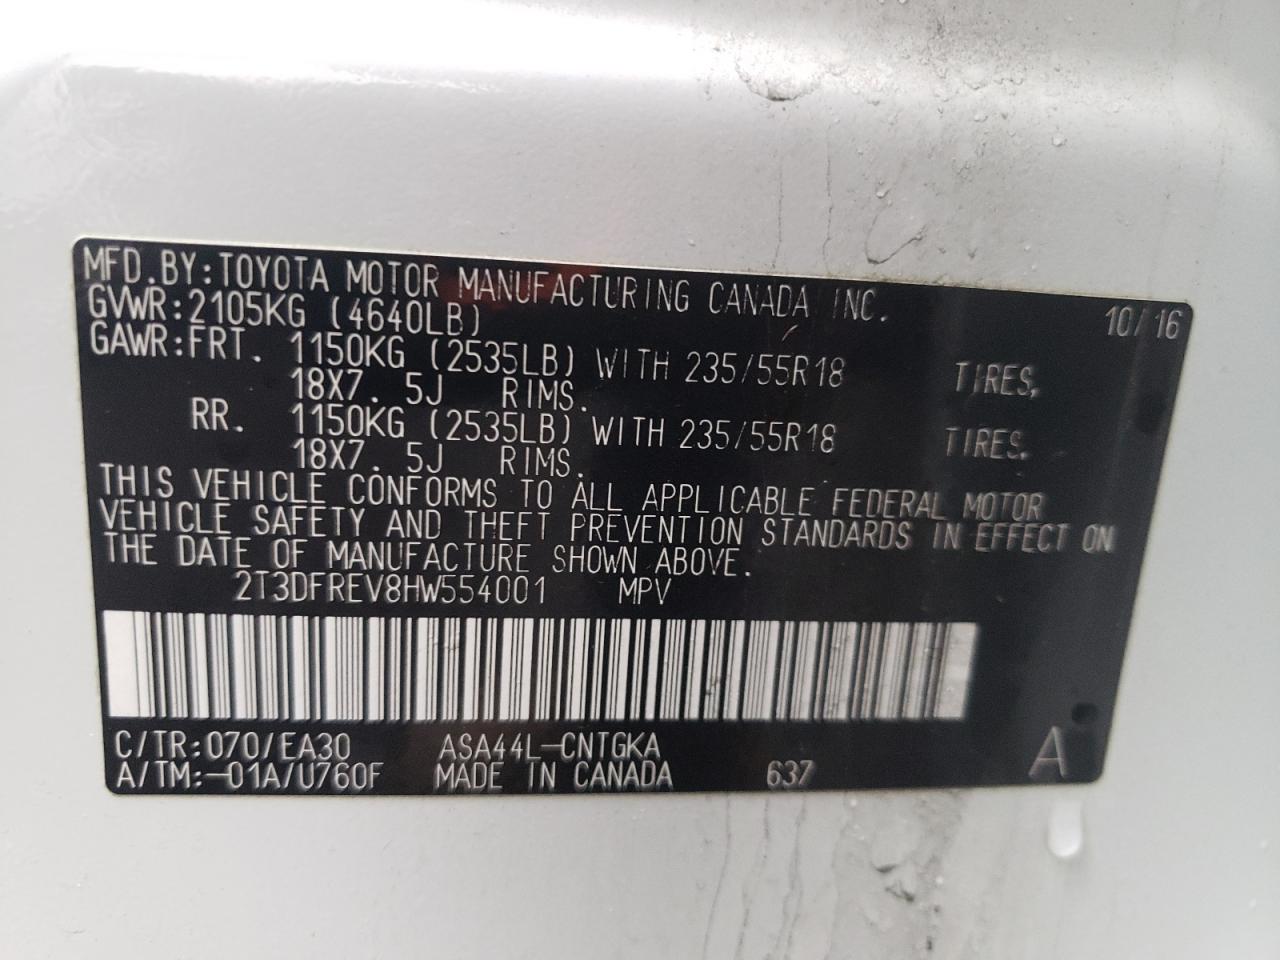 MFD.BY:TOYOTA MOTOR MANUFACTURING CANADA INC. 10/16
GVWR:2105KG (4640LB)
GAWR:FRT. 1150KG (2535LB) WITH 235/55R18 TIRES,
18X7. 5J RIMS.
RR. 1150KG (2535LB) WITH 235/55R18 TIRES.
18X7. 5J RIMS.
THIS VEHICLE CONFORMS TO ALL APPLICABLE FEDERAL MOTOR
VEHICLE SAFETY AND THEFT PREVENTION STANDARDS IN EFFECT ON
THE DATE OF MANUFACTURE SHOWN ABOVE.
2T3DFREV8HW554001 MPV
C/TR:070/EA30 ASA44L-CNTGKA
A/TM:-01A/U760F MADE IN CANADA 637 A